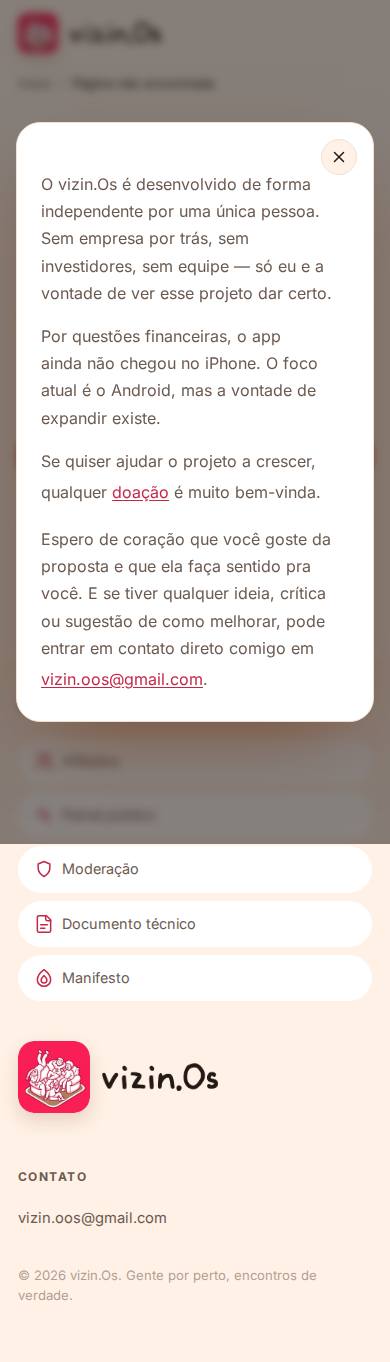 vizin.Os
Página não encontrada
O vizin.Os é desenvolvido de forma
independente por uma única pessoa.
Sem empresa por trás, sem
investidores, sem equipe — só eu e a
vontade de ver esse projeto dar certo.
Por questões financeiras, o app
ainda não chegou no iPhone. O foco
atual é o Android, mas a vontade de
expandir existe.
Se quiser ajudar o projeto a crescer,
qualquer doação é muito bem-vinda.
Espero de coração que você goste da
proposta e que ela faça sentido pra
você. E se tiver qualquer ideia, crítica
ou sugestão de como melhorar, pode
entrar em contato direto comigo em
vizin.oos@gmail.com.
Moderação
Documento técnico
Manifesto
vizin.Os
CONTATO
vizin.oos@gmail.com
© 2026 vizin.Os. Gente por perto, encontros de
verdade.